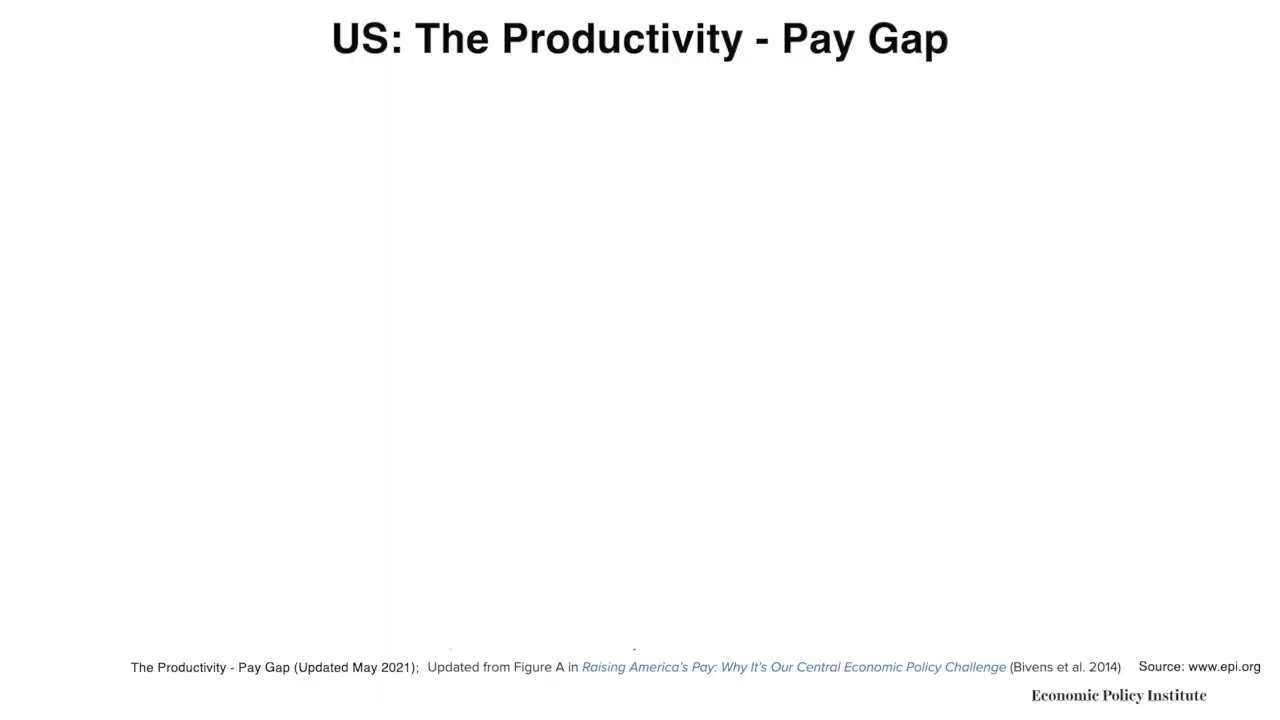 US: The Productivity - Pay Gap
The Productivity - Pay Gap (Updated May 2021); Updated from Figure A in Raising America's Pay: Why It's Our Central Economic Policy Challenge (Bivens et al. 2014) Source: www.epi.org
Economic Policy Institute